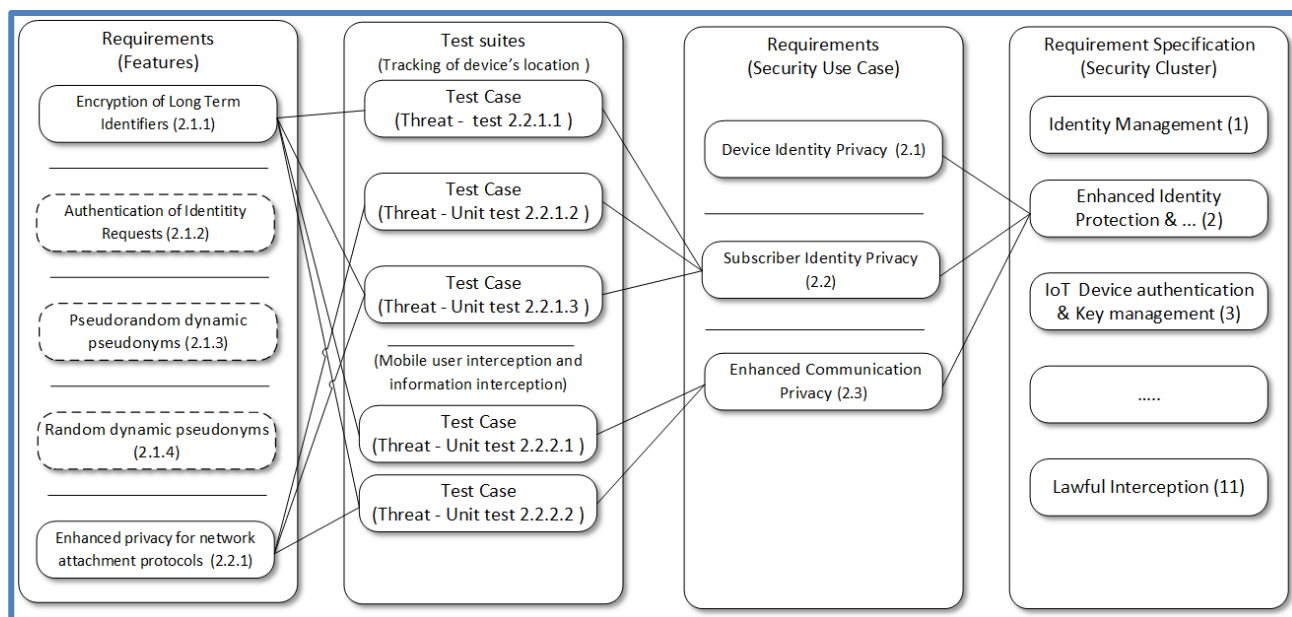 Requirements
(Features)
Encryption of Long Term
Identifiers (2.1.1)
Authentication of Identitity
Requests (2.1.2)
Pseudorandom dynamic
pseudonyms (2.1.3)
Random dynamic pseudonyms
(2.1.4)
Enhanced privacy for network
attachment protocols (2.2.1)
Test suites
(Tracking of device's location )
Test Case
(Threat - test 2.2.1.1 )
Test Case
(Threat - Unit test 2.2.1.2 )
Test Case
(Threat - Unit test 2.2.1.3 )
(Mobile user interception and
information interception)
Test Case
(Threat - Unit test 2.2.2.1 )
Test Case
(Threat - Unit test 2.2.2.2 )
Requirements
(Security Use Case)
Device Identity Privacy (2.1)
Subscriber Identity Privacy
(2.2)
Enhanced Communication
Privacy (2.3)
Requirement Specification
(Security Cluster)
Identity Management (1)
Enhanced Identity
Protection & ... (2)
IoT Device authentication
& Key management (3)
.....
Lawful Interception (11)